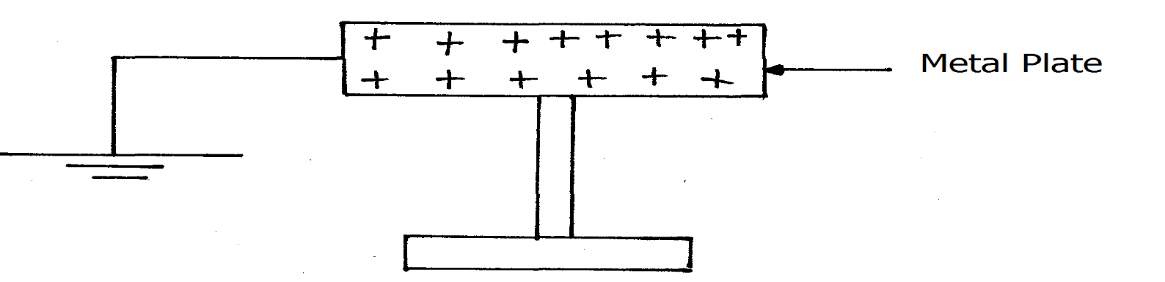 + + + + + + + +
+ + + + + +
Metal Plate